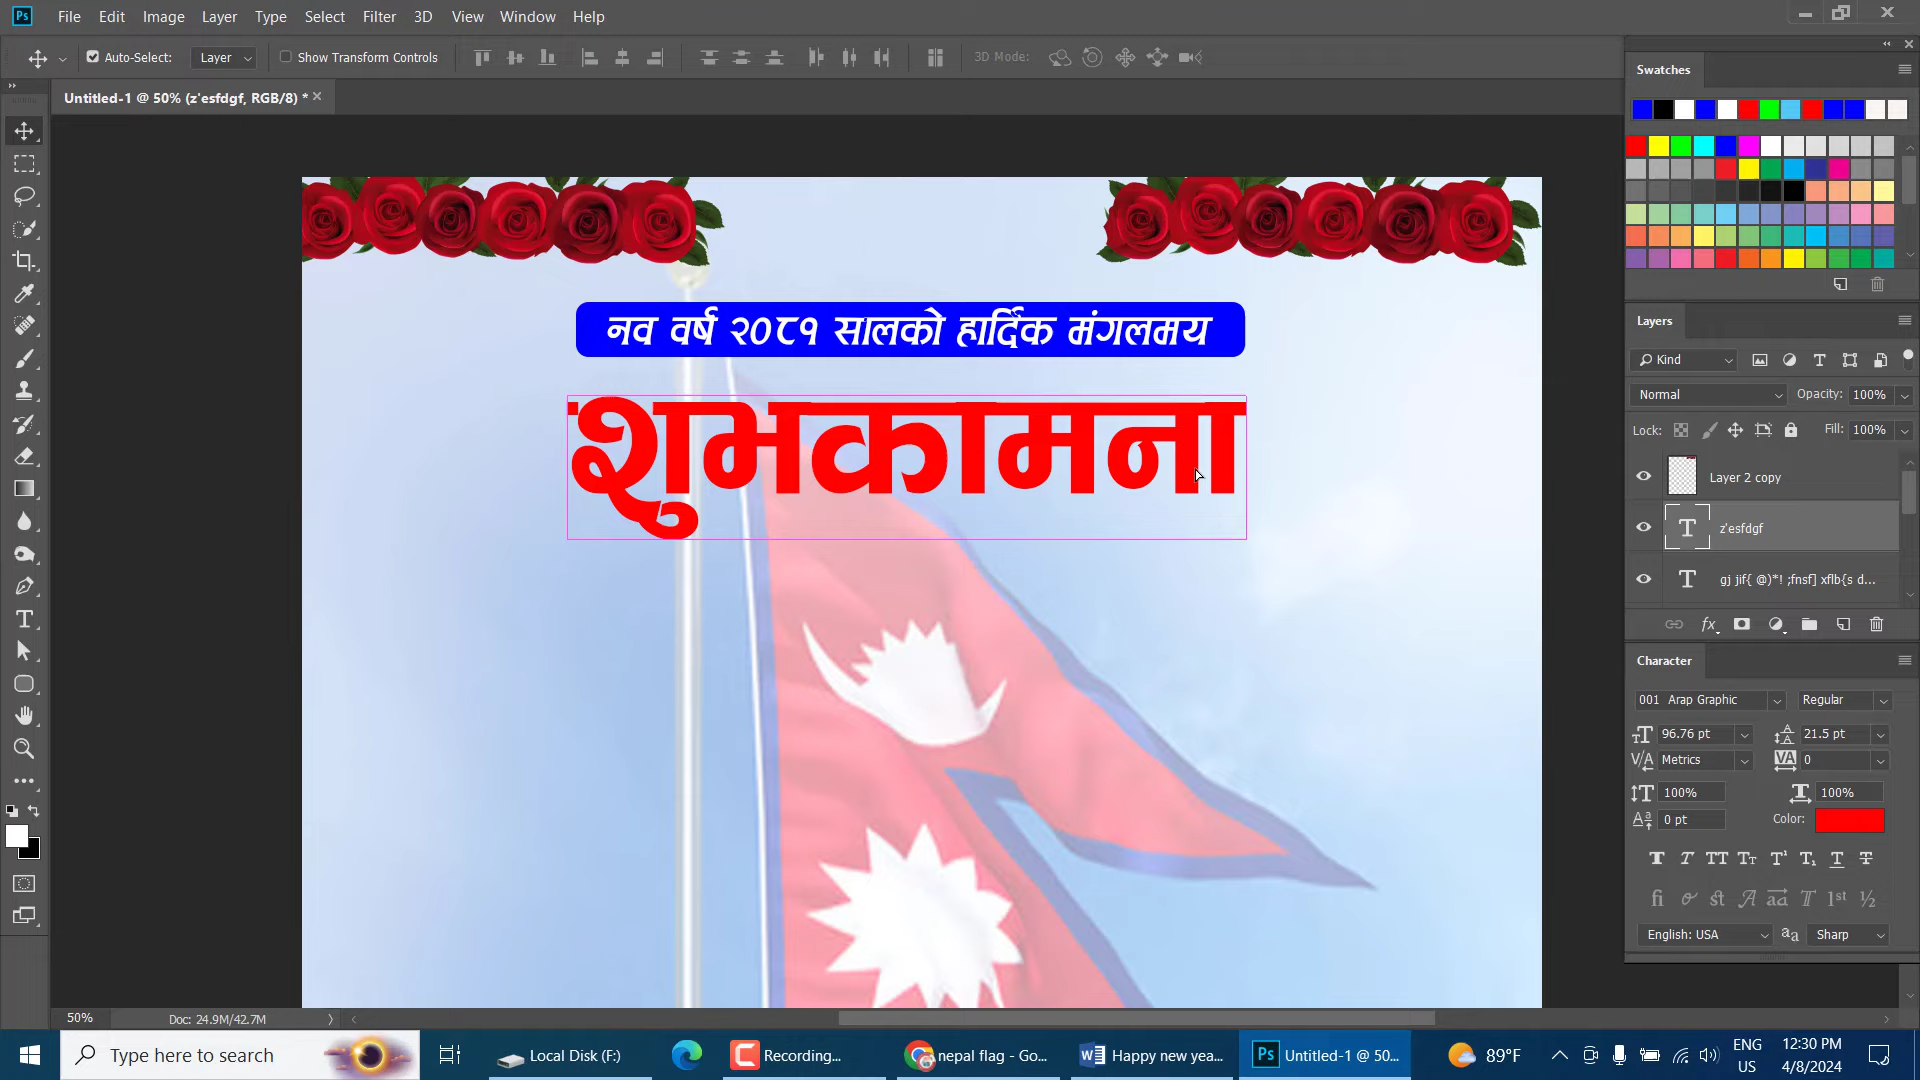 File Edit Image Layer Type Select Filter 3D View Window Help
Auto-Select: Layer Show Transform Controls 3D Mode:
Untitled-1 @ 50% (z'esfdgf, RGB/8) *
नव वर्ष २०८१ सालको हार्दिक मंगलमय
शुभकामना
Swatches
Layers
Kind
Normal Opacity: 100%
Lock: Fill: 100%
Layer 2 copy
z'esfdgf
gj jif{ @)*! ;fnsf] xflb{s d...
Character
001 Arap Graphic Regular
96.76 pt 21.5 pt
Metrics 0
100% 100%
0 pt Color:
English: USA Sharp
50% Doc: 24.9M/42.7M
Type here to search
Local Disk (F:)
Recording...
nepal flag - Go...
Happy new yea...
Untitled-1 @ 50...
89°F
ENG
US
12:30 PM
4/8/2024